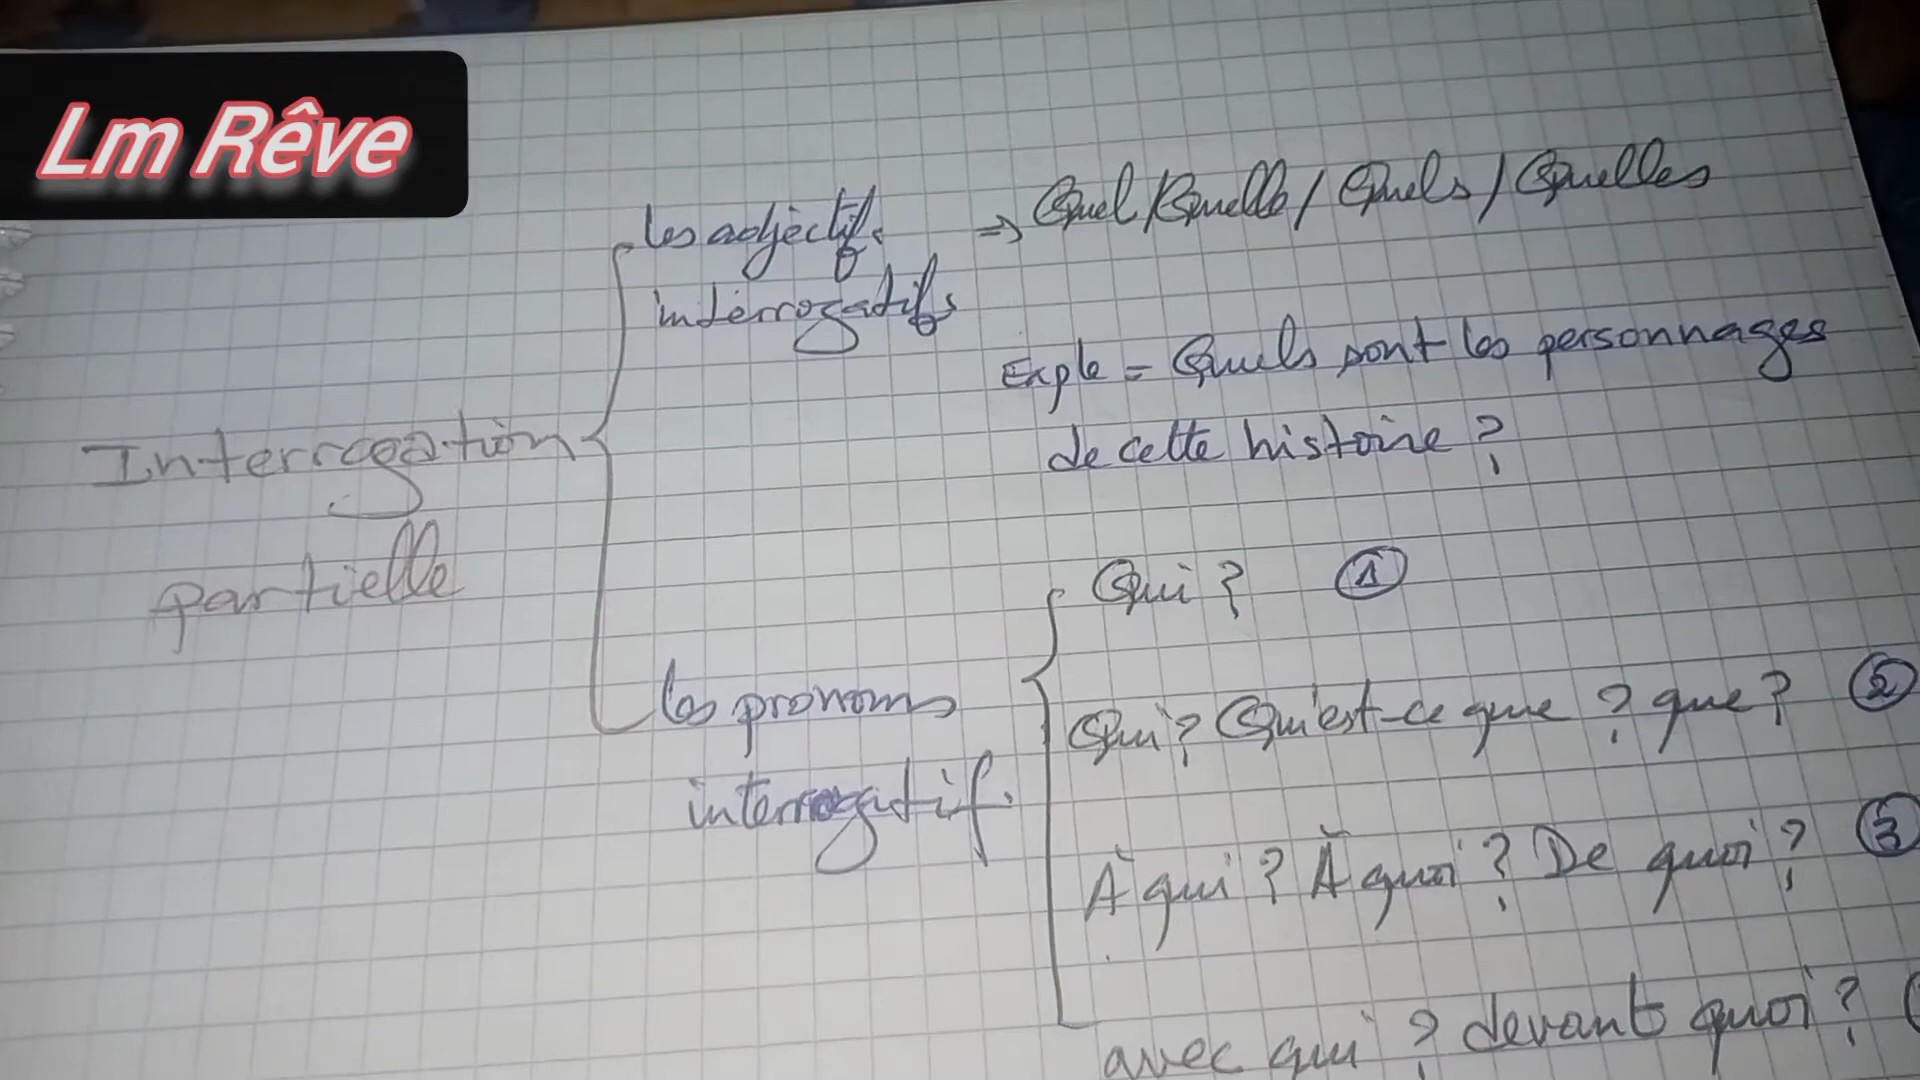 Lm Rêve
les adjectifs
interrogatifs
=> Quel/Quelle/Quels/Quelles
Exple = Quels sont les personnages
de cette histoire ?
Interrogation
partielle
les pronoms
interrogatif.
Qui ? 1
Qui ? Qu'est-ce que ? que ? 2
À qui ? À quoi ? De quoi ? 3
avec qui ? devant quoi ?